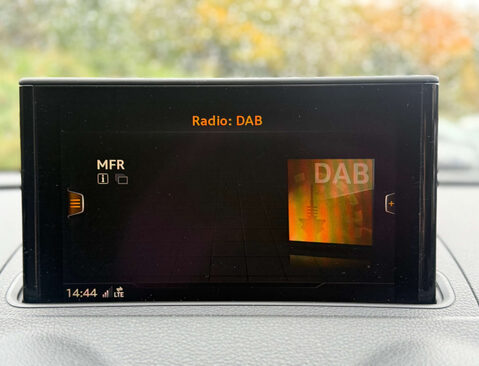 Radio: DAB
MFR
DAB
14:44 LTE